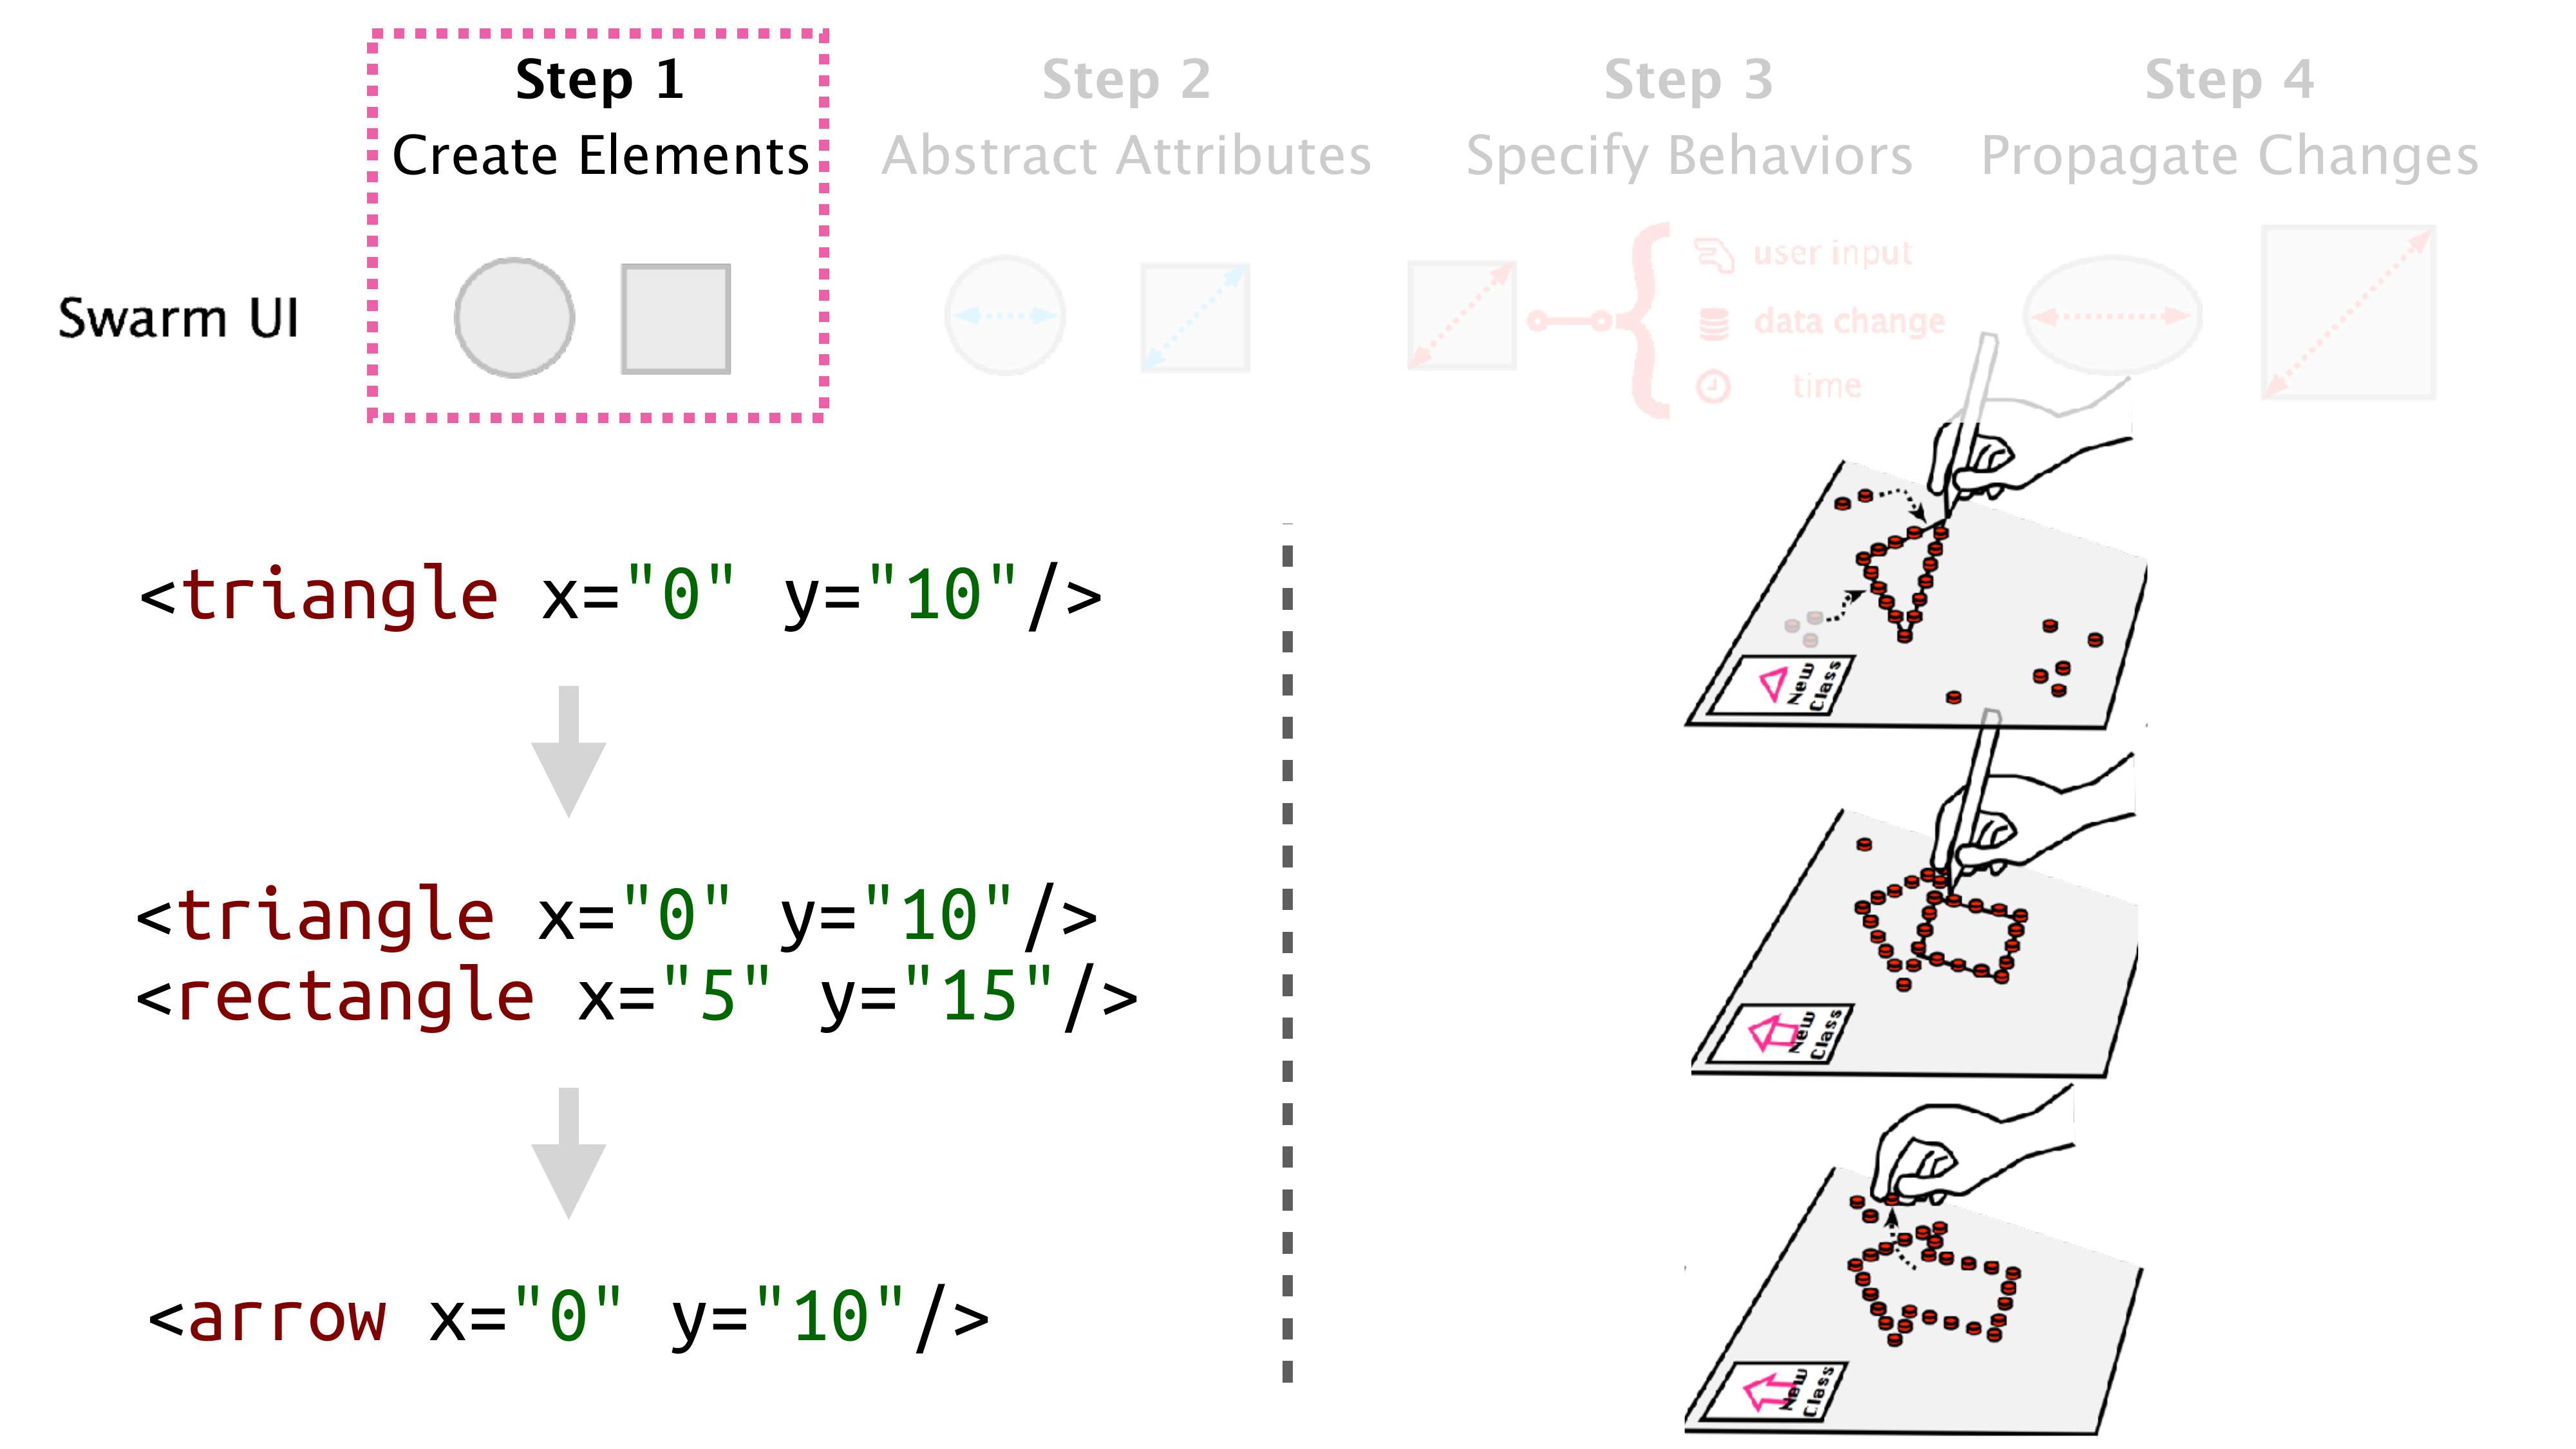 Step 1
Create Elements
Step 2
Abstract Attributes
Step 3
Specify Behaviors
Step 4
Propagate Changes
Swarm UI
user input
data change
time
<triangle x="0" y="10"/>
<triangle x="0" y="10"/>
<rectangle x="5" y="15"/>
<arrow x="0" y="10"/>
New
Class
New
Class
New
Class